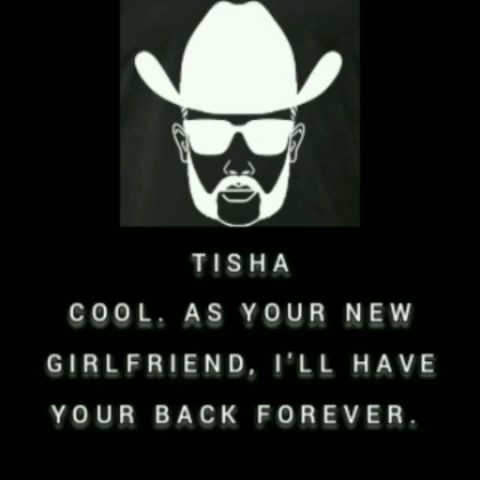 TISHA
COOL. AS YOUR NEW
GIRLFRIEND, I'LL HAVE
YOUR BACK FOREVER.